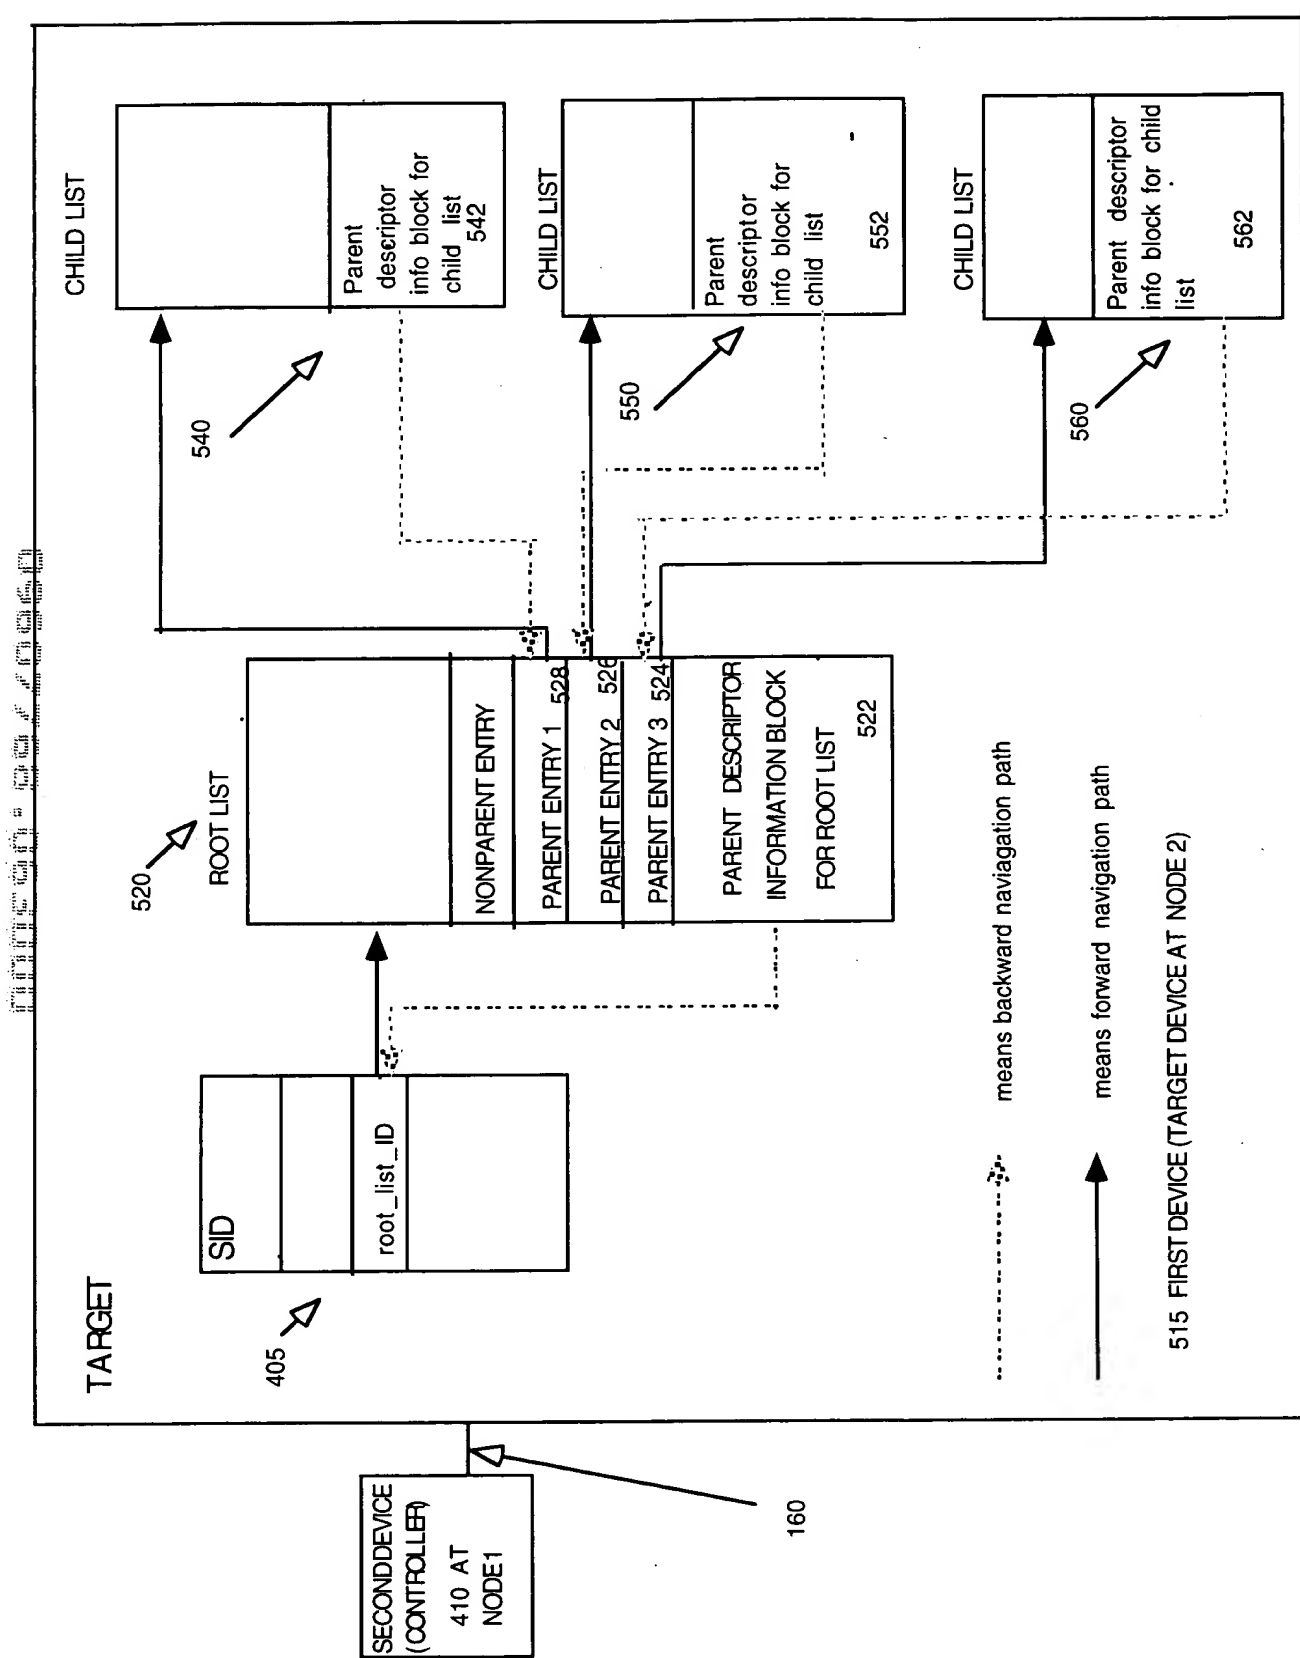 TARGET
SID
root_list_ID
405
520
ROOT LIST
NONPARENT ENTRY
PARENT ENTRY 1 528
PARENT ENTRY 2 526
PARENT ENTRY 3 524
PARENT DESCRIPTOR
INFORMATION BLOCK
FOR ROOT LIST
522
CHILD LIST
Parent
descriptor
info block for
child list
542
540
CHILD LIST
Parent
descriptor
info block for
child list
552
550
CHILD LIST
Parent descriptor
info block for child
list
562
560
SECONDDEVICE
(CONTROLLER)
410 AT
NODE1
160
means backward naviagation path
means forward navigation path
515 FIRST DEVICE (TARGET DEVICE AT NODE 2)